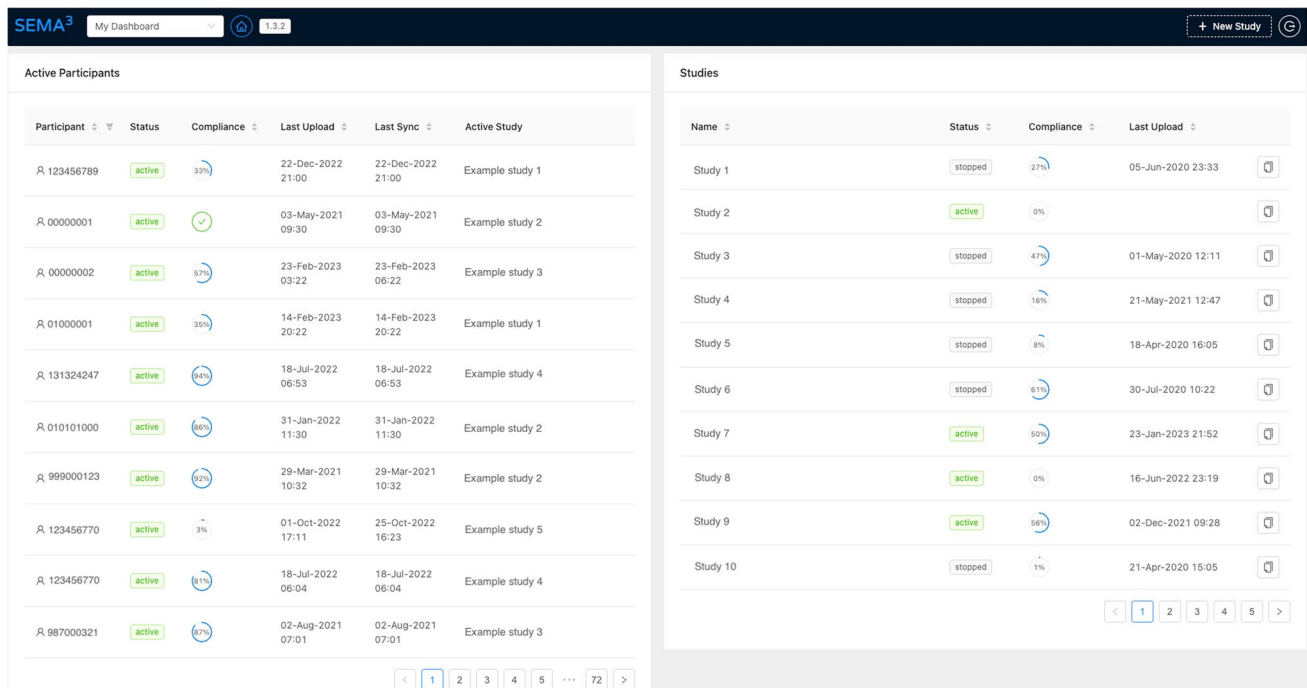 SEMA3 My Dashboard 1.3.2 + New Study
Active Participants
Participant Status Compliance Last Upload Last Sync Active Study
123456789 active 33% 22-Dec-2022 21:00 22-Dec-2022 21:00 Example study 1
00000001 active 03-May-2021 09:30 03-May-2021 09:30 Example study 2
00000002 active 57% 23-Feb-2023 03:22 23-Feb-2023 06:22 Example study 3
01000001 active 35% 14-Feb-2023 20:22 14-Feb-2023 20:22 Example study 1
131324247 active 94% 18-Jul-2022 06:53 18-Jul-2022 06:53 Example study 4
010101000 active 86% 31-Jan-2022 11:30 31-Jan-2022 11:30 Example study 2
999000123 active 92% 29-Mar-2021 10:32 29-Mar-2021 10:32 Example study 2
123456770 active 3% 01-Oct-2022 17:11 25-Oct-2022 16:23 Example study 5
123456770 active 81% 18-Jul-2022 06:04 18-Jul-2022 06:04 Example study 4
987000321 active 87% 02-Aug-2021 07:01 02-Aug-2021 07:01 Example study 3
< 1 2 3 4 5 ••• 72 >
Studies
Name Status Compliance Last Upload
Study 1 stopped 27% 05-Jun-2020 23:33
Study 2 active 0%
Study 3 stopped 47% 01-May-2020 12:11
Study 4 stopped 16% 21-May-2021 12:47
Study 5 stopped 8% 18-Apr-2020 16:05
Study 6 stopped 61% 30-Jul-2020 10:22
Study 7 active 50% 23-Jan-2023 21:52
Study 8 active 0% 16-Jun-2022 23:19
Study 9 active 56% 02-Dec-2021 09:28
Study 10 stopped 1% 21-Apr-2020 15:05
< 1 2 3 4 5 >